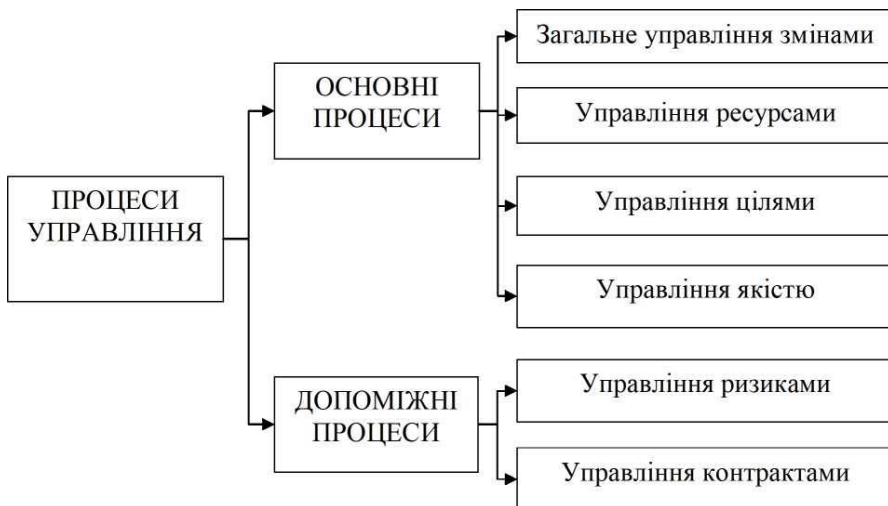 ПРОЦЕСИ
УПРАВЛІННЯ
ОСНОВНІ
ПРОЦЕСИ
Загальне управління змінами
Управління ресурсами
Управління цілями
Управління якістю
ДОПОМІЖНІ
ПРОЦЕСИ
Управління ризиками
Управління контрактами